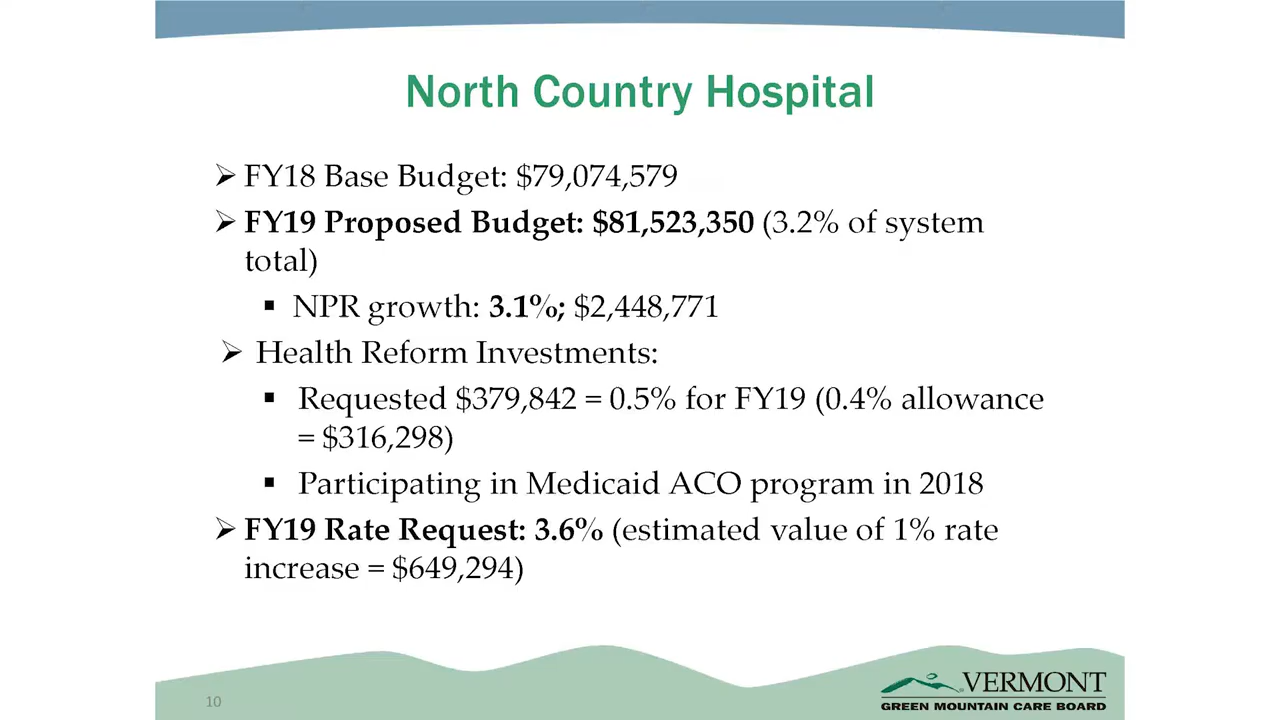 North Country Hospital
➢ FY18 Base Budget: $79,074,579
➢ FY19 Proposed Budget: $81,523,350 (3.2% of system
total)
▪ NPR growth: 3.1%; $2,448,771
➢ Health Reform Investments:
▪ Requested $379,842 = 0.5% for FY19 (0.4% allowance
= $316,298)
▪ Participating in Medicaid ACO program in 2018
➢ FY19 Rate Request: 3.6% (estimated value of 1% rate
increase = $649,294)
10
VERMONT
GREEN MOUNTAIN CARE BOARD